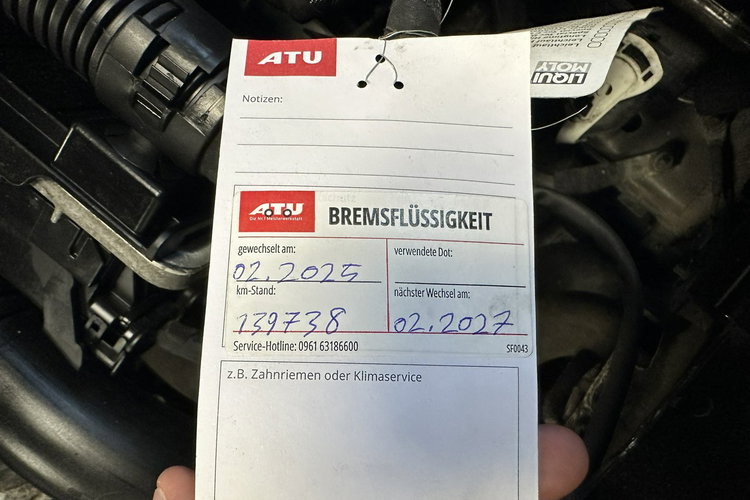 ATU
Notizen:
LIQUI
MOLY
ATU
Die Nr.1 Meisterwerkstatt
BREMSFLÜSSIGKEIT
gewechselt am:
verwendete Dot:
02.2025
km-Stand:
nächster Wechsel am:
139738
02.2027
Service-Hotline: 0961 63186600
SF0043
z.B. Zahnriemen oder Klimaservice